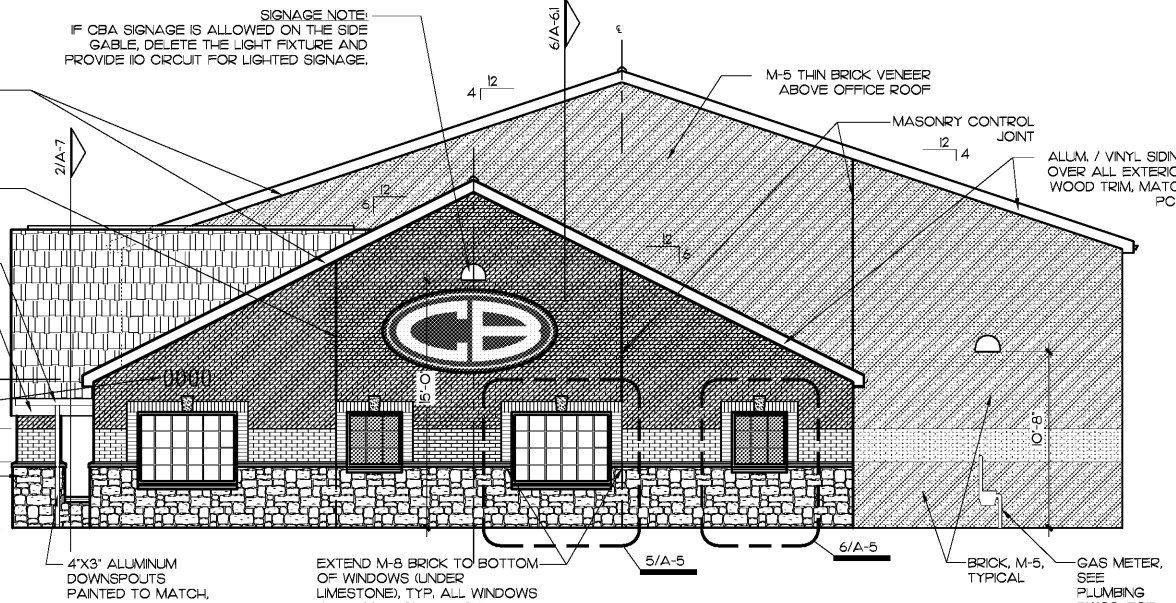 SIGNAGE NOTE:
IF CBA SIGNAGE IS ALLOWED ON THE SIDE
GABLE, DELETE THE LIGHT FIXTURE AND
PROVIDE 110 CIRCUIT FOR LIGHTED SIGNAGE.
6/A-6.1
℄
12
4
M-5 THIN BRICK VENEER
ABOVE OFFICE ROOF
MASONRY CONTROL
JOINT
12
4
2/A-7
ALUM. / VINYL SIDIN
OVER ALL EXTERIO
WOOD TRIM, MATC
PC
12
6
12
6
CB
15'-0"
0000
10'-8"
5/A-5
6/A-5
4"X3" ALUMINUM
DOWNSPOUTS
PAINTED TO MATCH,
EXTEND M-8 BRICK TO BOTTOM
OF WINDOWS (UNDER
LIMESTONE), TYP. ALL WINDOWS
BRICK, M-5,
TYPICAL
GAS METER,
SEE
PLUMBING